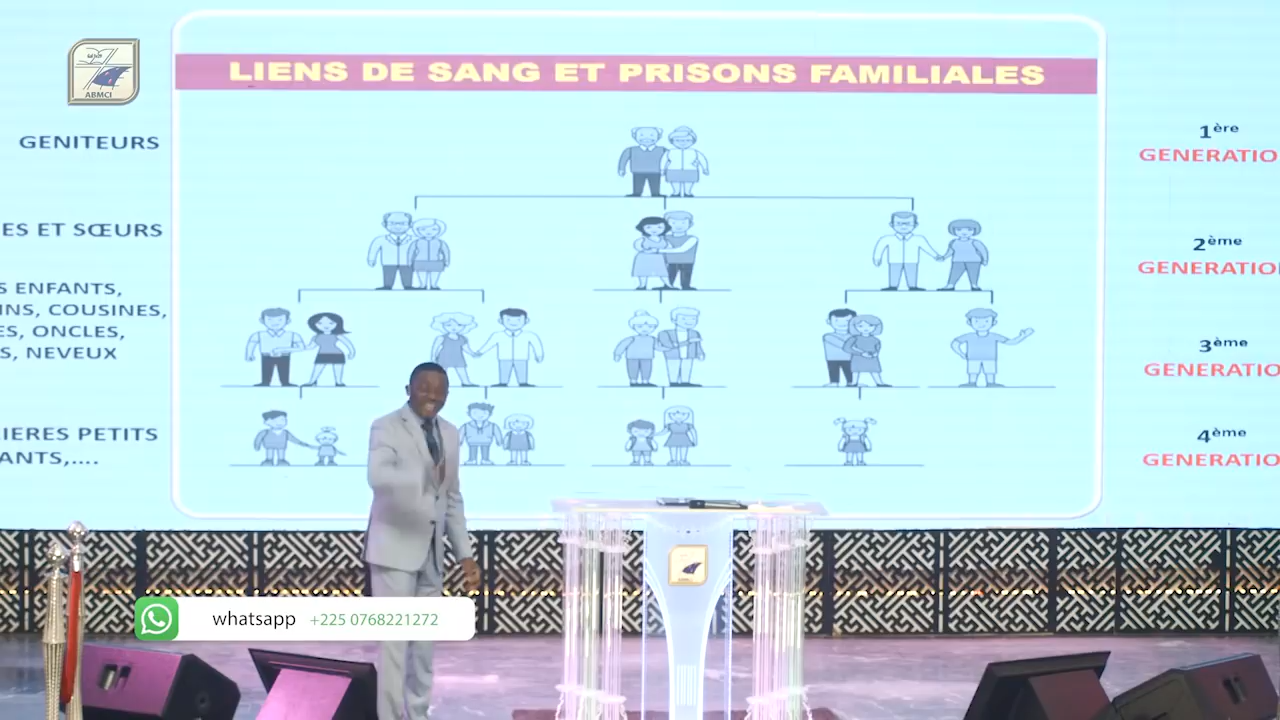 ABMCI
LIENS DE SANG ET PRISONS FAMILIALES
GENITEURS
1ère
GENERATIO
ES ET SŒURS
2ème
GENERATIO
S ENFANTS,
INS, COUSINES,
ES, ONCLES,
S, NEVEUX
3ème
GENERATIO
IERES PETITS
ANTS,....
4ème
GENERATIO
whatsapp +225 0768221272